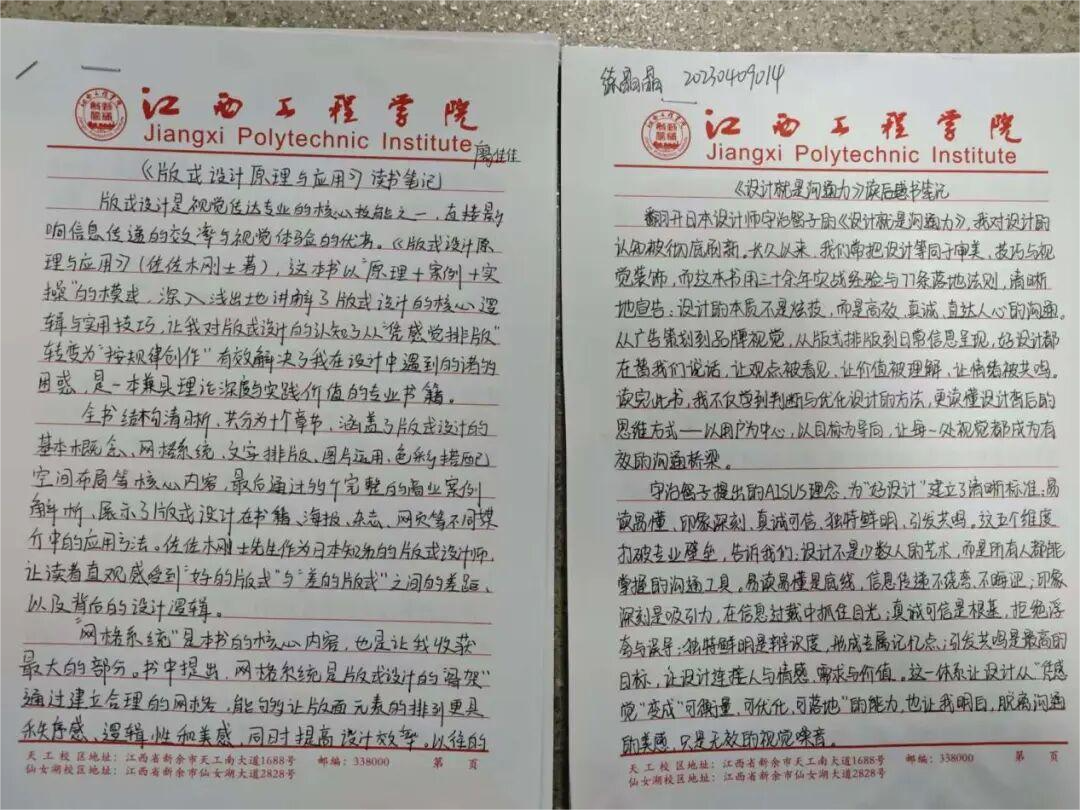 江西工程学院
Jiangxi Polytechnic Institute
廖佳佳
《版式设计原理与应用》读书笔记
版式设计是视觉传达专业的核心技能之一，直接影
响信息传递的效率与视觉体验的优劣。《版式设计原
理与应用》（佐佐木刚士著），这本书以“原理+案例+实
操”的模式，深入浅出地讲解了版式设计的核心逻
辑与实用技巧，让我对版式设计的认知了从“凭感觉排版”
转变为“按规律创作”有效解决了我在设计中遇到的诸多
困惑，是一本兼具理论深度与实践价值的专业书籍。
全书结构清晰，共分为十个章节，涵盖了版式设计的
基本概念、网格系统、文字排版、图片运用、色彩搭配
空间布局等核心内容，最后通过的个完整的商业案例
解析，展示了版式设计在书籍、海报、杂志、网页等不同媒
介中的应用方法。佐佐木刚士先生作为日本知名的版式设计师，
让读者直观感受到“好的版式”与“差的版式”之间的差距，
以及背后的设计逻辑。
“网格系统”是本书的核心内容，也是让我收获
最大的部分。书中提出，网格系统是版式设计的“骨架”
通过建立合理的网格，能够让版面元素的排列更具
秩序感、逻辑性和美感，同时提高设计效率。以往的
天工校区地址：江西省新余市天工南大道1688号 邮编：338000 第 页
仙女湖校区地址：江西省新余市仙女湖大道2828号
20230409014
江西工程学院
Jiangxi Polytechnic Institute
《设计就是沟通力》读后感书笔记
翻开日本设计师宇治智子的《设计就是沟通力》，我对设计的
认知被彻底刷新。长久以来，我们常把设计等同于审美、技巧与视
觉装饰，而这本书用三十余年实战经验与77条落地法则，清晰
地宣告：设计的本质不是炫技，而是高效、真诚、直达人心的沟通。
从广告策划到品牌视觉，从版式排版到日常信息呈现，好设计都
在替我们说话，让观点被看见，让价值被理解，让情绪被共鸣。
读完此书，我不仅学到判断与优化设计的方法，更读懂设计背后的
思维方式——以用户为中心，以目标为导向，让每一处视觉都成为有
效的沟通桥梁。
宇治智子提出的AISUS理念，为“好设计”建立了清晰标准：易
读易懂、印象深刻、真诚可信、独特鲜明、引发共鸣。这五个维度
打破专业壁垒，告诉我们：设计不是少数人的艺术，而是所有人都能
掌握的沟通工具。易读易懂是底线，信息传递不疏离、不晦涩；印象
深刻是吸引力，在信息过载中抓住目光；真诚可信是根基，拒绝浮
夸与误导；独特鲜明是辩识度，形成专属记忆点；引发共鸣是最高的
目标，让设计连接人与情感、需求与价值。这一体系让设计从“凭感
觉”变成“可衡量、可优化、可落地”的能力，也让我明白，脱离沟通
的美感，只是无效的视觉噪音。
天工校区地址：江西省新余市天工南大道1688号 邮编：338000 第 页
仙女湖校区地址：江西省新余市仙女湖大道2828号